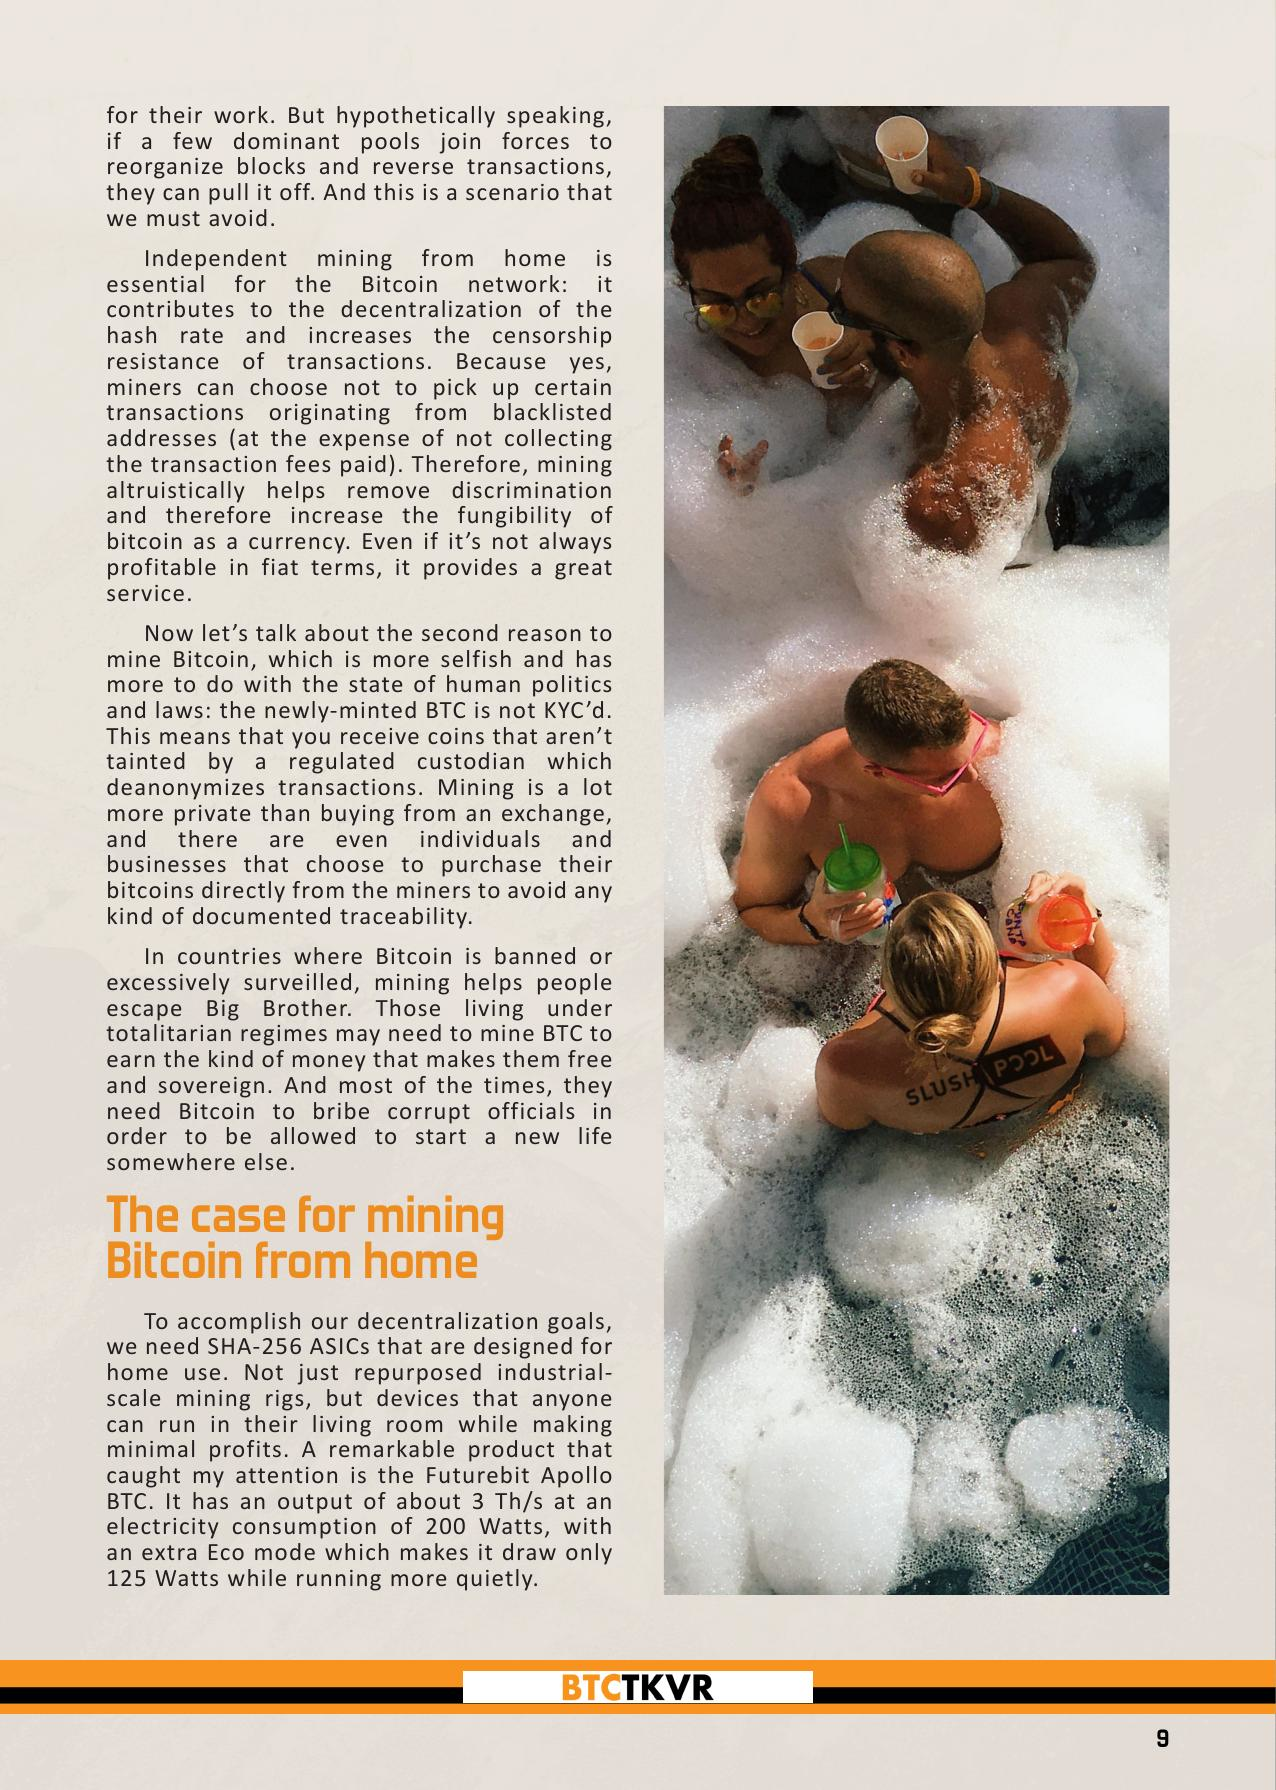 for their work. But hypothetically speaking,
if a few dominant pools join forces to
reorganize blocks and reverse transactions,
they can pull it off. And this is a scenario that
we must avoid.
Independent mining from home is
essential for the Bitcoin network: it
contributes to the decentralization of the
hash rate and increases the censorship
resistance of transactions. Because yes,
miners can choose not to pick up certain
transactions originating from blacklisted
addresses (at the expense of not collecting
the transaction fees paid). Therefore, mining
altruistically helps remove discrimination
and therefore increase the fungibility of
bitcoin as a currency. Even if it’s not always
profitable in fiat terms, it provides a great
service.
Now let’s talk about the second reason to
mine Bitcoin, which is more selfish and has
more to do with the state of human politics
and laws: the newly-minted BTC is not KYC’d.
This means that you receive coins that aren’t
tainted by a regulated custodian which
deanonymizes transactions. Mining is a lot
more private than buying from an exchange,
and there are even individuals and
businesses that choose to purchase their
bitcoins directly from the miners to avoid any
kind of documented traceability.
In countries where Bitcoin is banned or
excessively surveilled, mining helps people
escape Big Brother. Those living under
totalitarian regimes may need to mine BTC to
earn the kind of money that makes them free
and sovereign. And most of the times, they
need Bitcoin to bribe corrupt officials in
order to be allowed to start a new life
somewhere else.
The case for mining
Bitcoin from home
To accomplish our decentralization goals,
we need SHA-256 ASICs that are designed for
home use. Not just repurposed industrial-
scale mining rigs, but devices that anyone
can run in their living room while making
minimal profits. A remarkable product that
caught my attention is the Futurebit Apollo
BTC. It has an output of about 3 Th/s at an
electricity consumption of 200 Watts, with
an extra Eco mode which makes it draw only
125 Watts while running more quietly.
PUNTA
CANA
SLUSH POOL
BTCTKVR
9